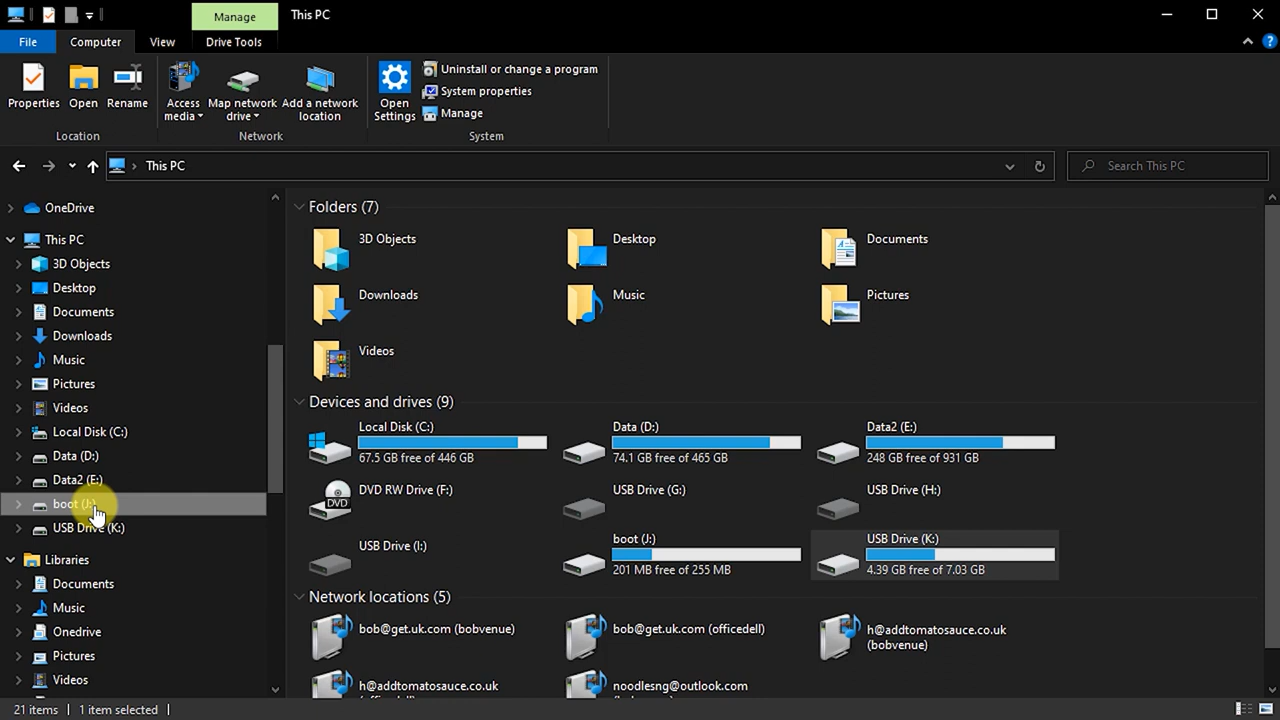 Manage
This PC
File
Computer
View
Drive Tools
Properties
Open
Rename
Access media
Map network drive
Add a network location
Open Settings
Uninstall or change a program
System properties
Manage
Location
Network
System
This PC
Search This PC
OneDrive
This PC
3D Objects
Desktop
Documents
Downloads
Music
Pictures
Videos
Local Disk (C:)
Data (D:)
Data2 (E:)
boot (J:)
USB Drive (K:)
Libraries
Documents
Music
Onedrive
Pictures
Videos
Folders (7)
3D Objects
Desktop
Documents
Downloads
Music
Pictures
Videos
Devices and drives (9)
Local Disk (C:)
67.5 GB free of 446 GB
Data (D:)
74.1 GB free of 465 GB
Data2 (E:)
248 GB free of 931 GB
DVD RW Drive (F:)
DVD
USB Drive (G:)
USB Drive (H:)
USB Drive (I:)
boot (J:)
201 MB free of 255 MB
USB Drive (K:)
4.39 GB free of 7.03 GB
Network locations (5)
bob@get.uk.com (bobvenue)
bob@get.uk.com (officedell)
h@addtomatosauce.co.uk
(bobvenue)
h@addtomatosauce.co.uk
noodlesng@outlook.com
21 items
1 item selected